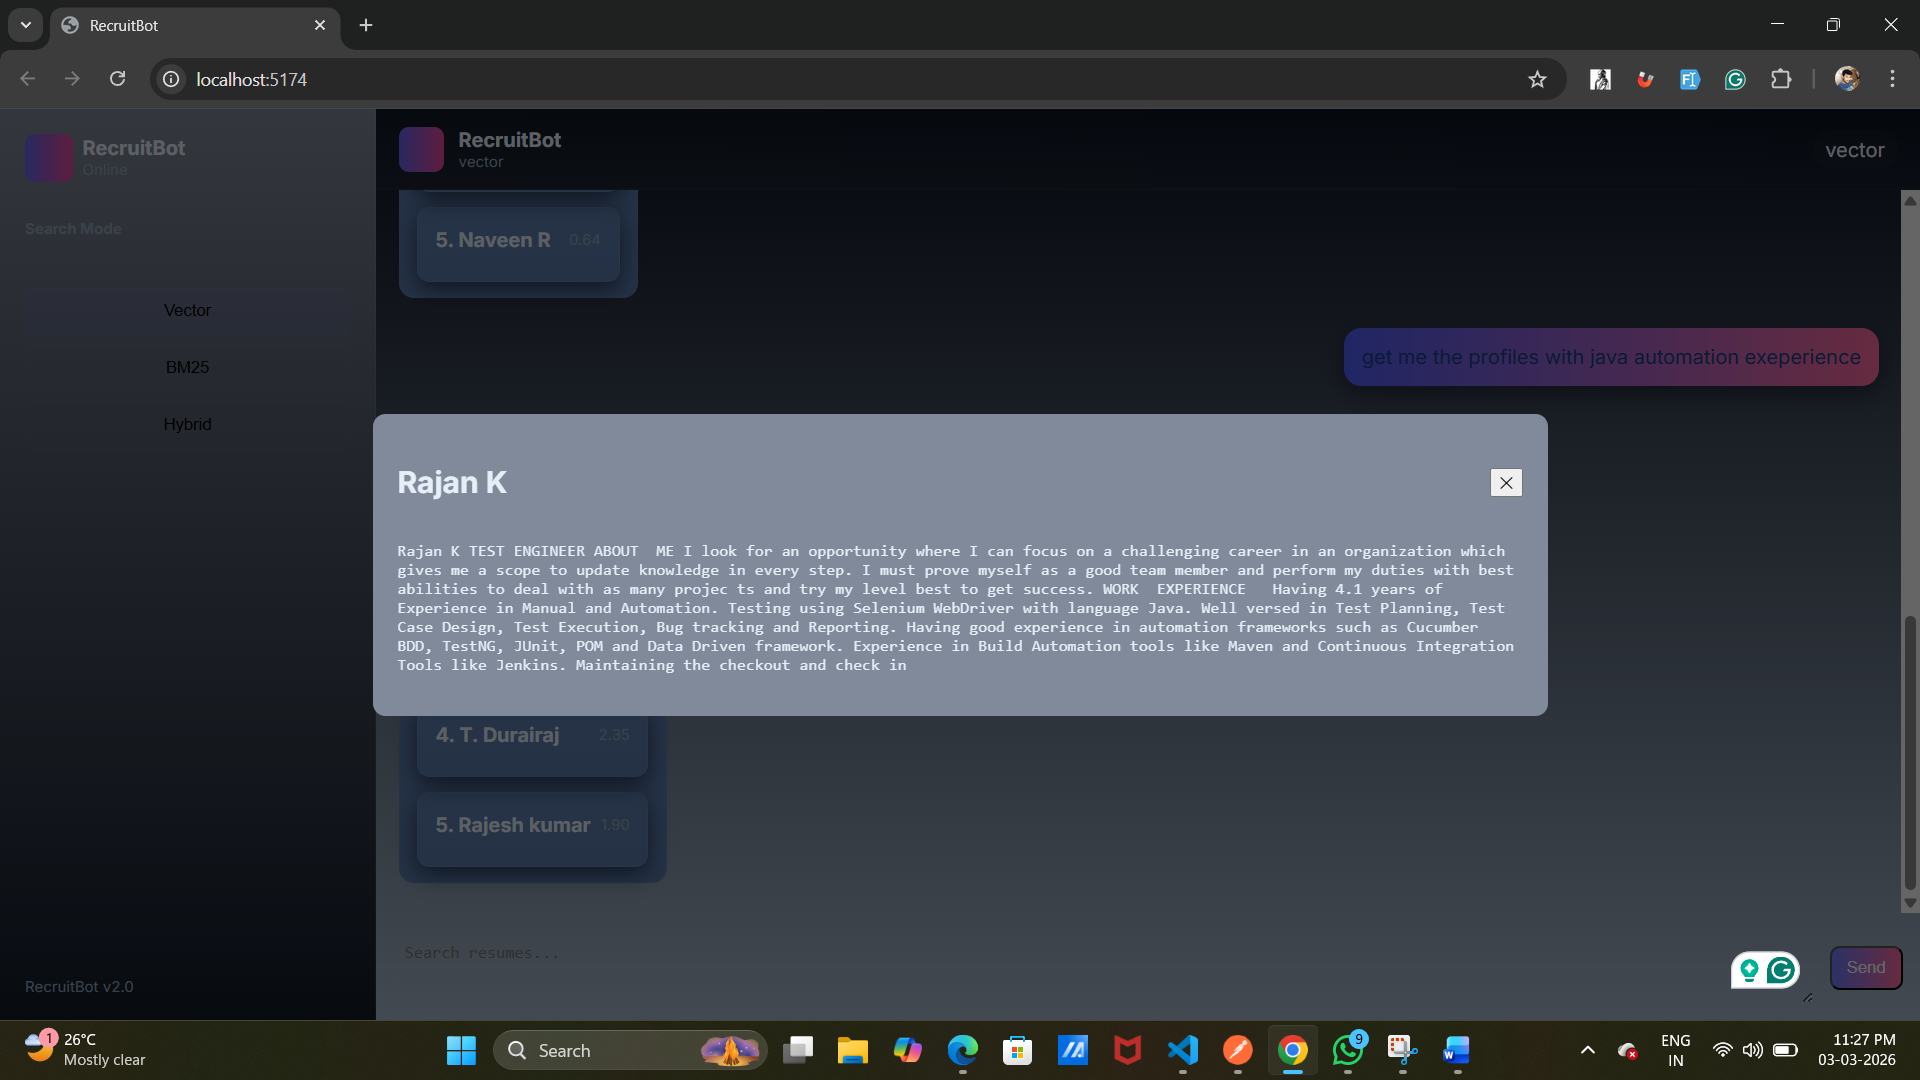 RecruitBot
localhost:5174
RecruitBot
Online
Search Mode
Vector
BM25
Hybrid
RecruitBot v2.0
RecruitBot
vector
vector
5. Naveen R 0.64
get me the profiles with java automation exeperience
Rajan K
Rajan K TEST ENGINEER ABOUT  ME I look for an opportunity where I can focus on a challenging career in an organization which
gives me a scope to update knowledge in every step. I must prove myself as a good team member and perform my duties with best
abilities to deal with as many projec ts and try my level best to get success. WORK  EXPERIENCE   Having 4.1 years of
Experience in Manual and Automation. Testing using Selenium WebDriver with language Java. Well versed in Test Planning, Test
Case Design, Test Execution, Bug tracking and Reporting. Having good experience in automation frameworks such as Cucumber
BDD, TestNG, JUnit, POM and Data Driven framework. Experience in Build Automation tools like Maven and Continuous Integration
Tools like Jenkins. Maintaining the checkout and check in
4. T. Durairaj 2.35
5. Rajesh kumar 1.90
Search resumes...
Send
1
26°C
Mostly clear
Search
9
ENG
IN
11:27 PM
03-03-2026